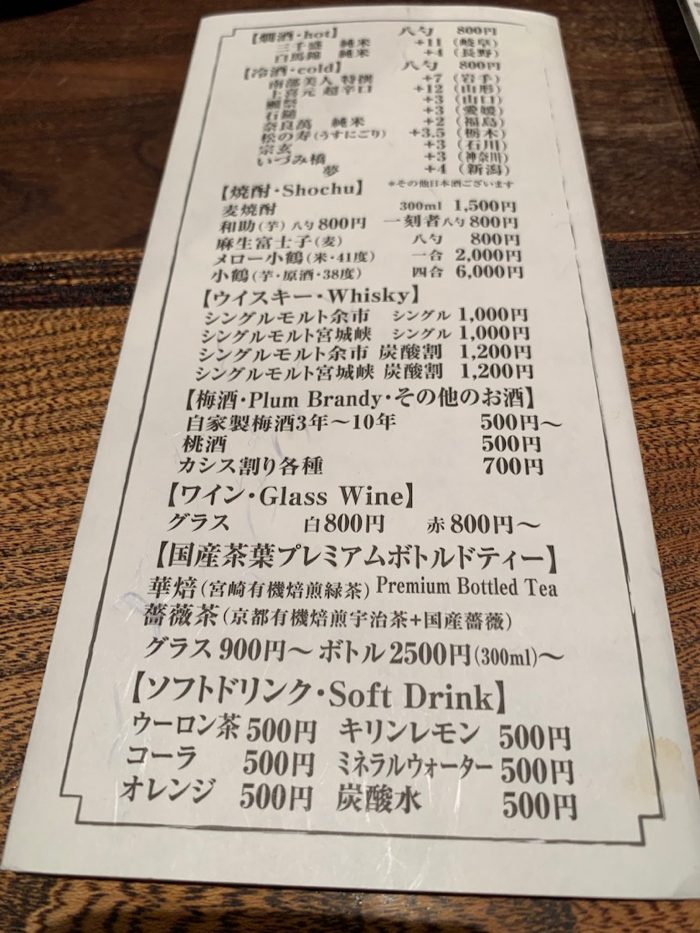 【燗酒・hot】 八勺 800円
三千盛 純米 +11 (岐阜)
白馬錦 純米 +4 (長野)
【冷酒・cold】 八勺 800円
南部美人 特撰 +7 (岩手)
上喜元 超辛口 +12 (山形)
獺祭 +3 (山口)
石鎚 +3 (愛媛)
奈良萬 純米 +2 (福島)
松の寿(うすにごり) +3.5 (栃木)
宗玄 +3 (石川)
いづみ橋 +3 (神奈川)
夢 +4 (新潟)
*その他日本酒ございます
【焼酎・Shochu】
麦焼酎 300ml 1,500円
和助(芋)八勺800円 一刻者八勺800円
麻生富士子(麦) 八勺 800円
メロー小鶴(米・41度) 一合 2,000円
小鶴(芋・原酒・38度) 四合 6,000円
【ウイスキー・Whisky】
シングルモルト余市 シングル 1,000円
シングルモルト宮城峡 シングル 1,000円
シングルモルト余市 炭酸割 1,200円
シングルモルト宮城峡 炭酸割 1,200円
【梅酒・Plum Brandy・その他のお酒】
自家製梅酒3年〜10年 500円〜
桃酒 500円
カシス割り各種 700円
【ワイン・Glass Wine】
グラス 白800円 赤800円〜
【国産茶葉プレミアムボトルドティー】
華焙(宮崎有機焙煎緑茶) Premium Bottled Tea
薔薇茶(京都有機焙煎宇治茶+国産薔薇)
グラス900円〜ボトル2500円(300ml)〜
【ソフトドリンク・Soft Drink】
ウーロン茶500円 キリンレモン 500円
コーラ 500円 ミネラルウォーター500円
オレンジ 500円 炭酸水 500円